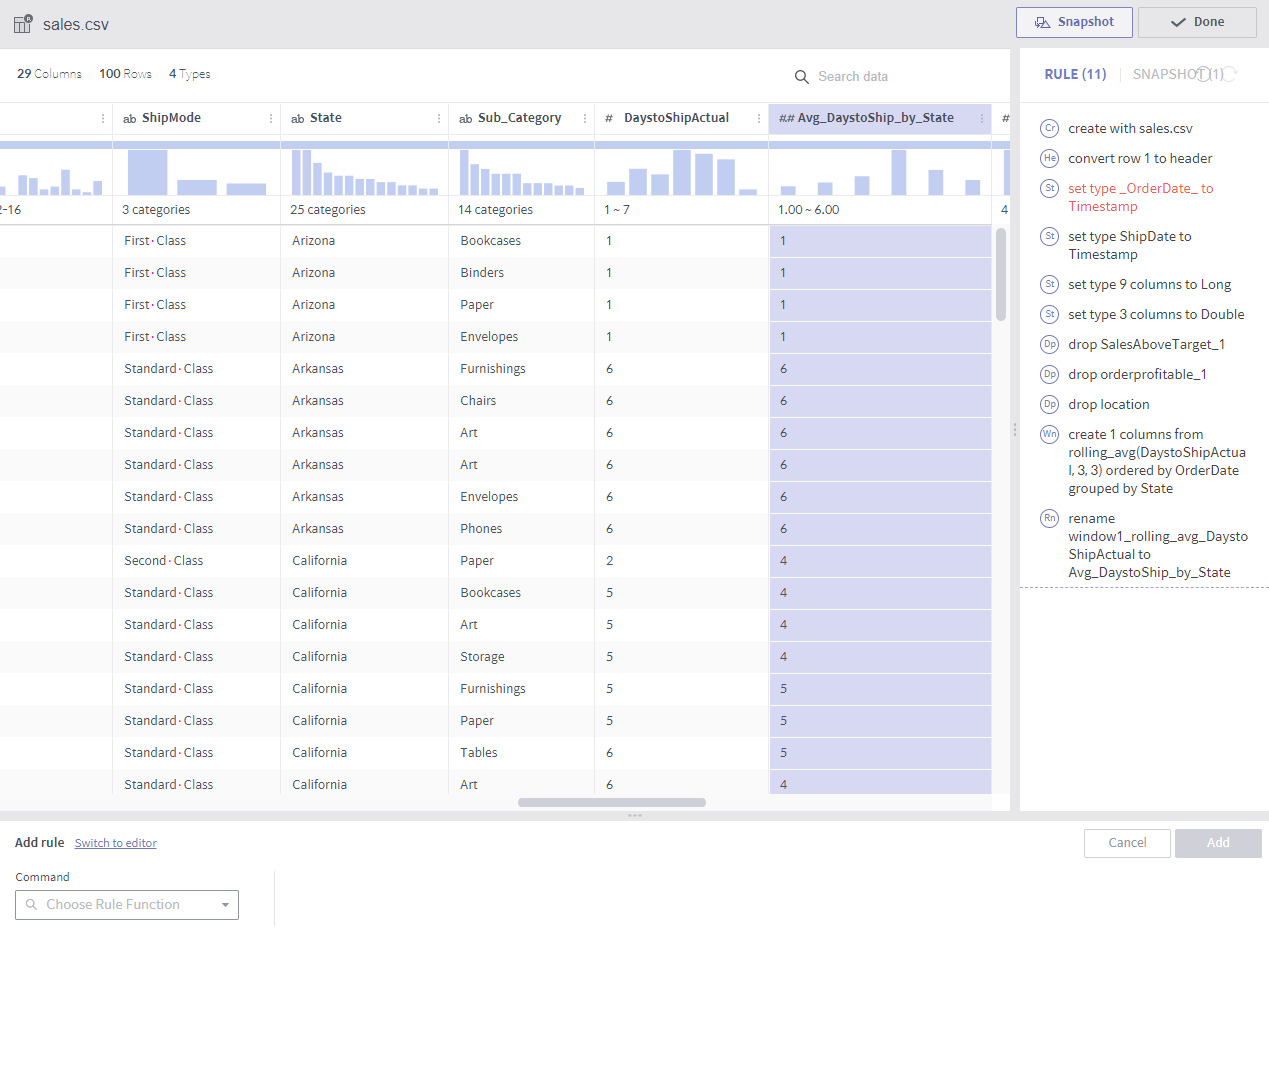 sales.csv
Snapshot
Done
29 Columns 100 Rows 4 Types
Search data
RULE (11) SNAPSHOT (1)
ab ShipMode ab State ab Sub_Category # DaystoShipActual ## Avg_DaystoShip_by_State #
2-16 3 categories 25 categories 14 categories 1 ~ 7 1.00 ~ 6.00 4
First·Class Arizona Bookcases 1 1
First·Class Arizona Binders 1 1
First·Class Arizona Paper 1 1
First·Class Arizona Envelopes 1 1
Standard·Class Arkansas Furnishings 6 6
Standard·Class Arkansas Chairs 6 6
Standard·Class Arkansas Art 6 6
Standard·Class Arkansas Art 6 6
Standard·Class Arkansas Envelopes 6 6
Standard·Class Arkansas Phones 6 6
Second·Class California Paper 2 4
Standard·Class California Bookcases 5 4
Standard·Class California Art 5 4
Standard·Class California Storage 5 4
Standard·Class California Furnishings 5 5
Standard·Class California Paper 5 5
Standard·Class California Tables 6 5
Standard·Class California Art 6 4
Cr create with sales.csv
He convert row 1 to header
St set type _OrderDate_ to
Timestamp
St set type ShipDate to
Timestamp
St set type 9 columns to Long
St set type 3 columns to Double
Dp drop SalesAboveTarget_1
Dp drop orderprofitable_1
Dp drop location
Wn create 1 columns from
rolling_avg(DaystoShipActua
l, 3, 3) ordered by OrderDate
grouped by State
Rn rename
window1_rolling_avg_Daysto
ShipActual to
Avg_DaystoShip_by_State
Add rule Switch to editor
Cancel
Add
Command
Choose Rule Function